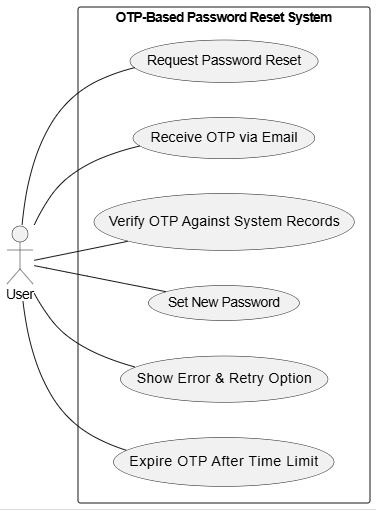 OTP-Based Password Reset System
Request Password Reset
Receive OTP via Email
Verify OTP Against System Records
User
Set New Password
Show Error & Retry Option
Expire OTP After Time Limit